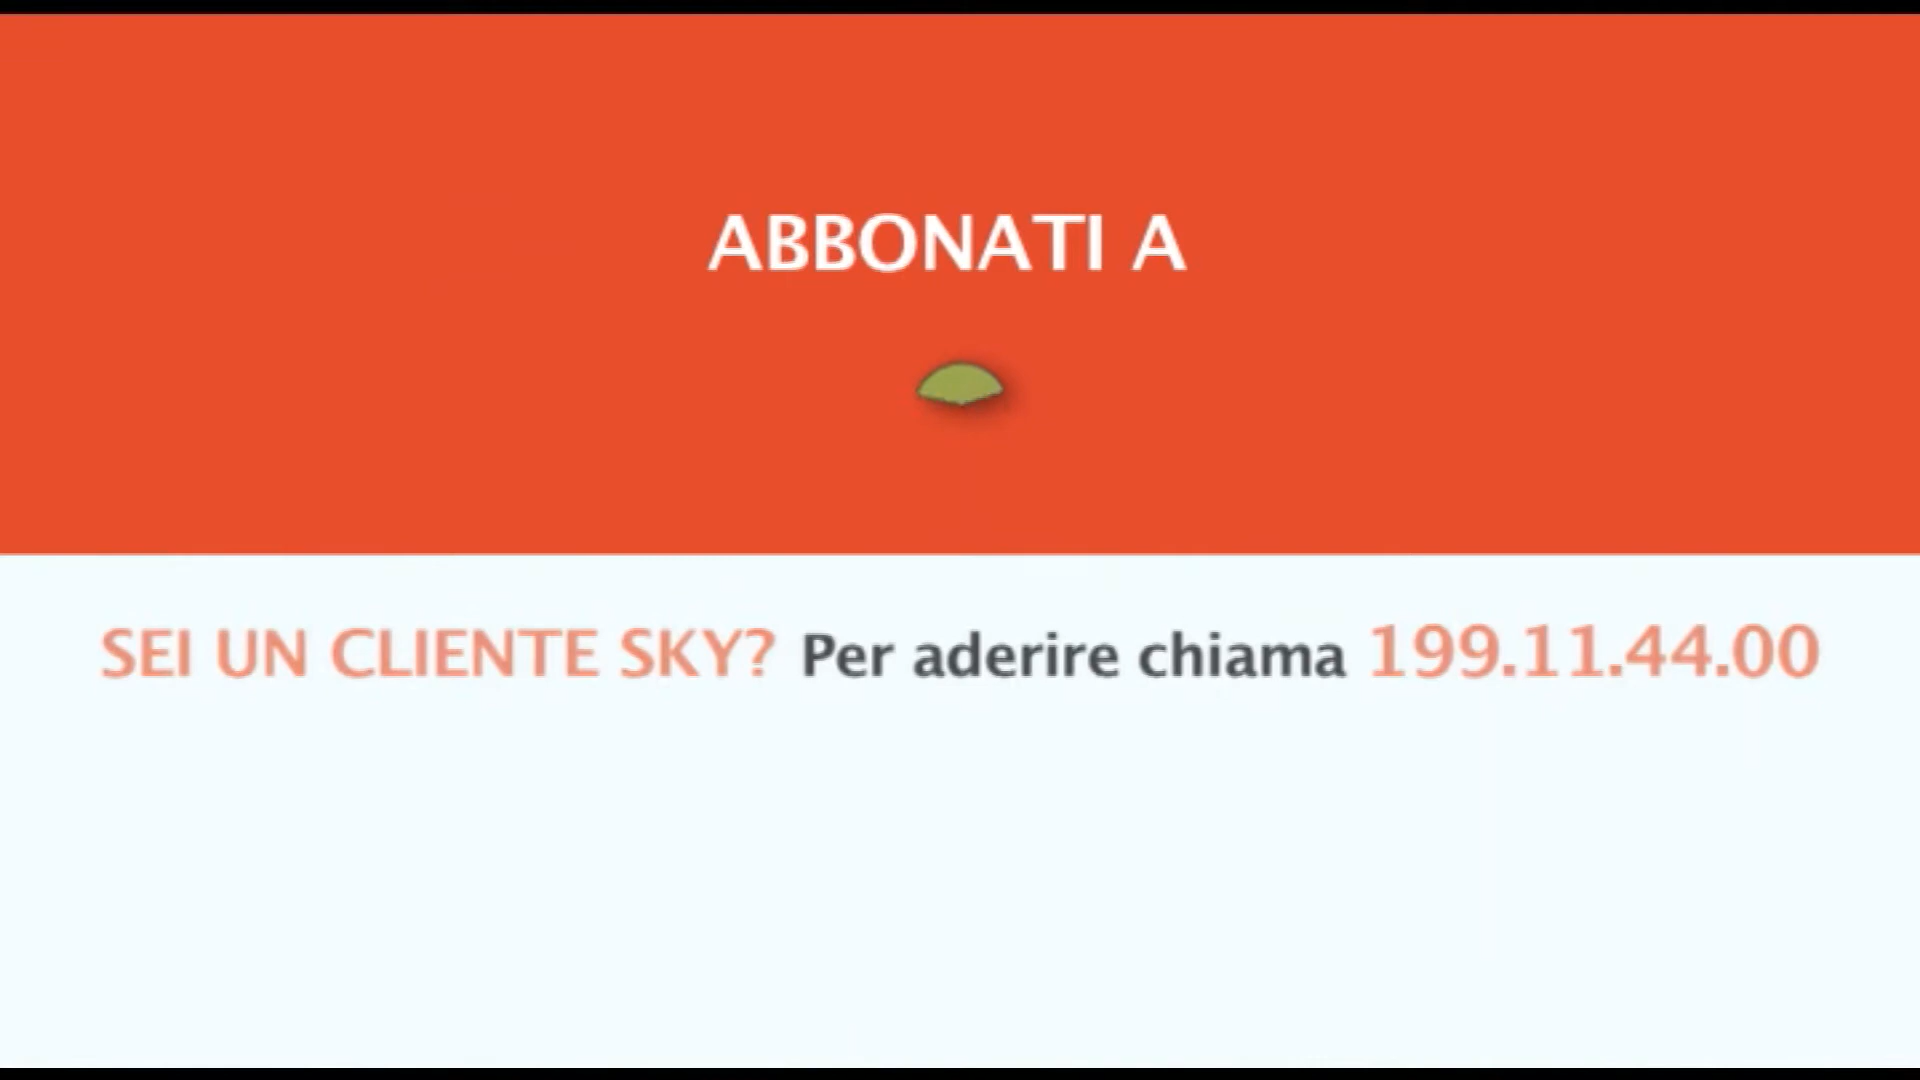 ABBONATI A
SEI UN CLIENTE SKY? Per aderire chiama 199.11.44.00